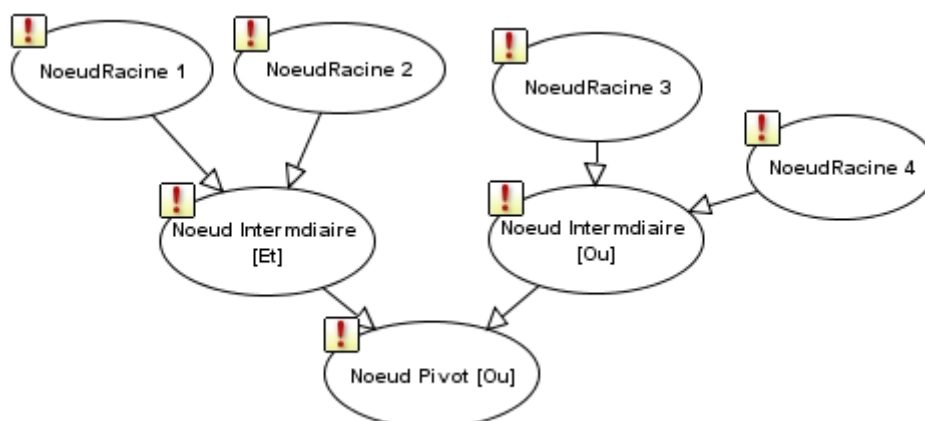 NoeudRacine 1
NoeudRacine 2
NoeudRacine 3
NoeudRacine 4
Noeud Intermdiaire
[Et]
Noeud Intermdiaire
[Ou]
Noeud Pivot [Ou]